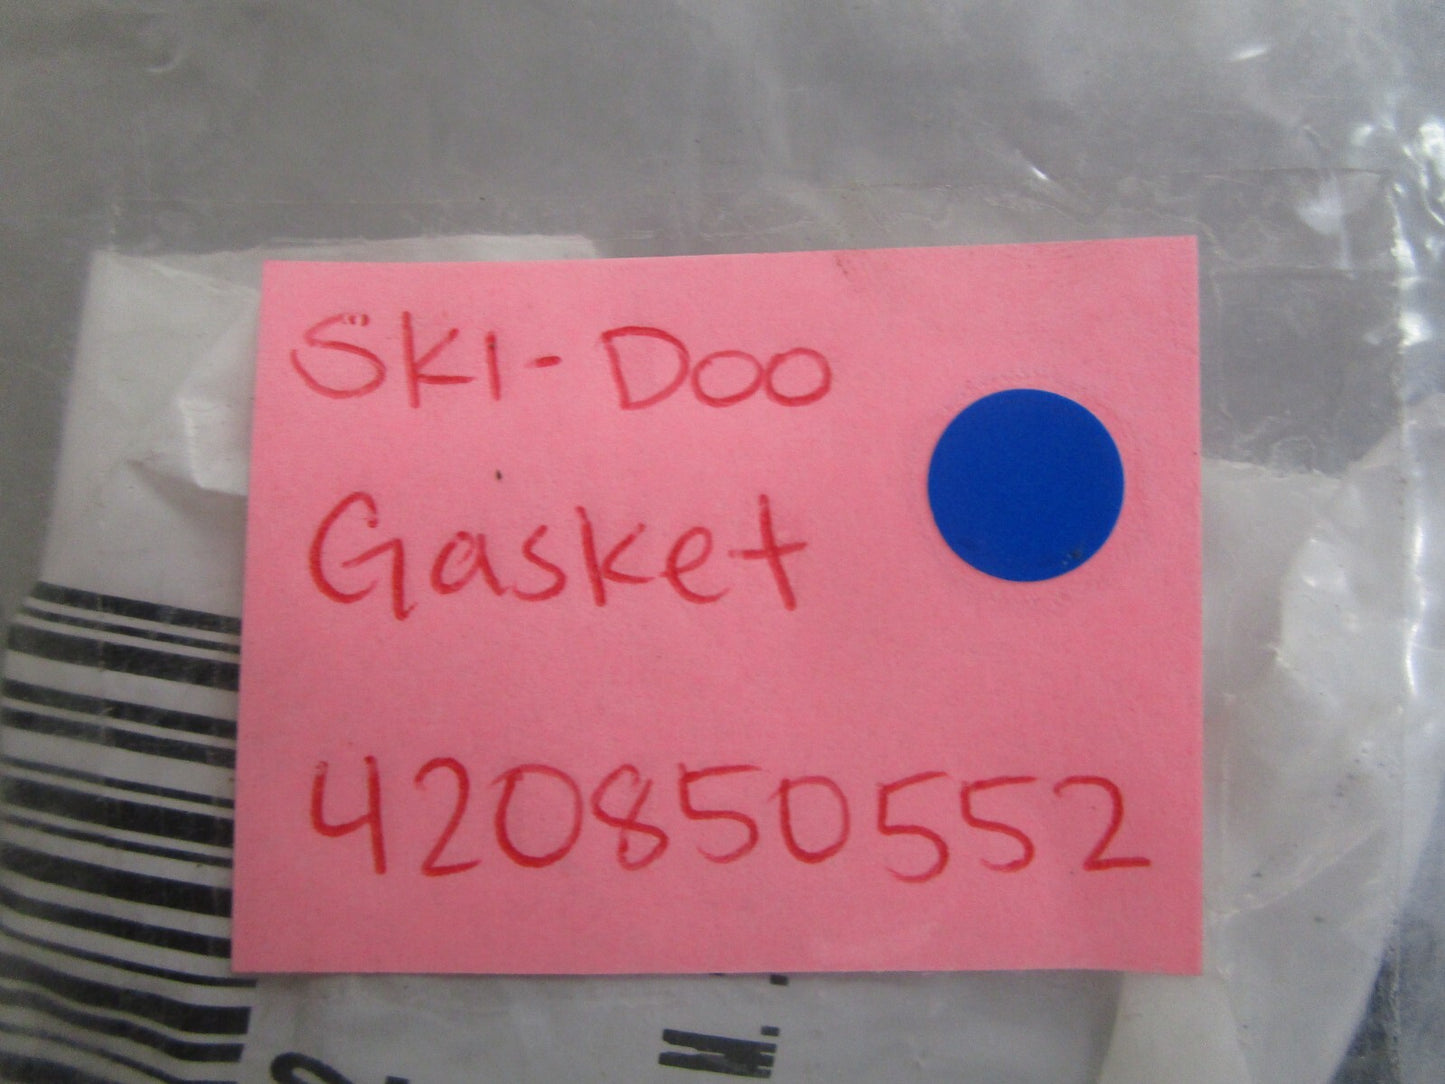 SKI-DOO
Gasket
420850552
M.